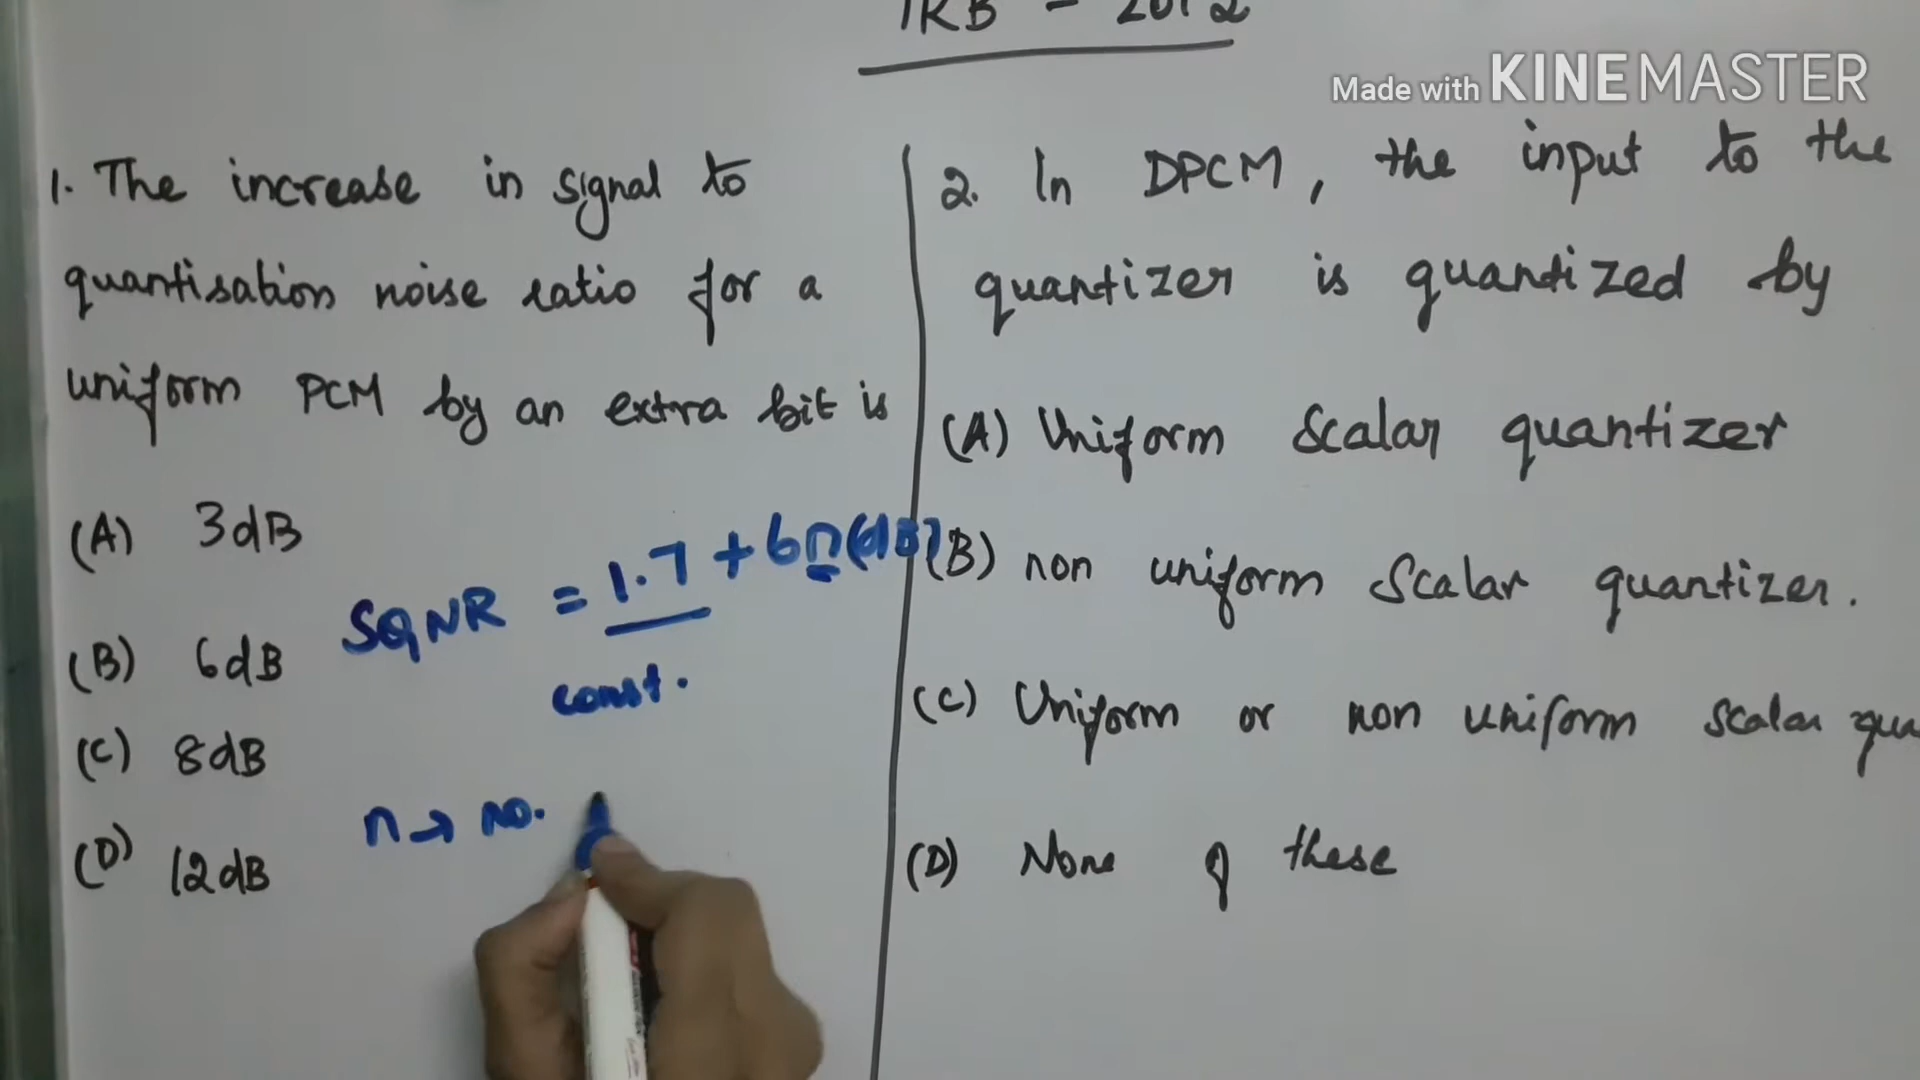 TRB - 2012
Made with KINEMASTER
1. The increase in signal to
quantisation noise ratio for a
uniform PCM by an extra bit is
(A) 3dB
(B) 6dB
(C) 8dB
(D) 12dB
SQNR = 1.7 + 6n(dB)
const.
n → no.
2. In DPCM, the input to the
quantizer is quantized by
(A) Uniform Scalar quantizer
(B) non uniform Scalar quantizer.
(C) Uniform or non uniform scalar qua
(D) None of these